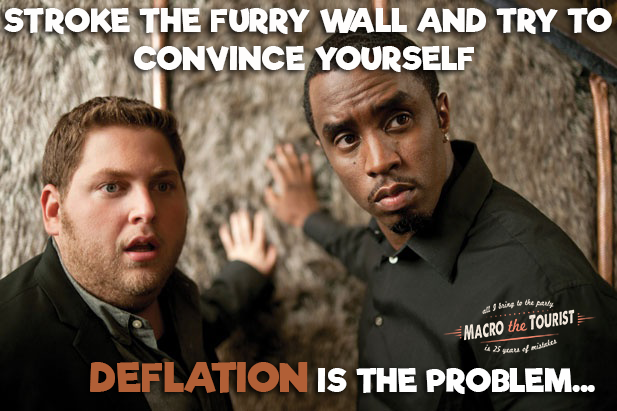 STROKE THE FURRY WALL AND TRY TO
CONVINCE YOURSELF
all I bring to the party
MACRO the TOURIST
is 25 years of mistakes
DEFLATION IS THE PROBLEM...